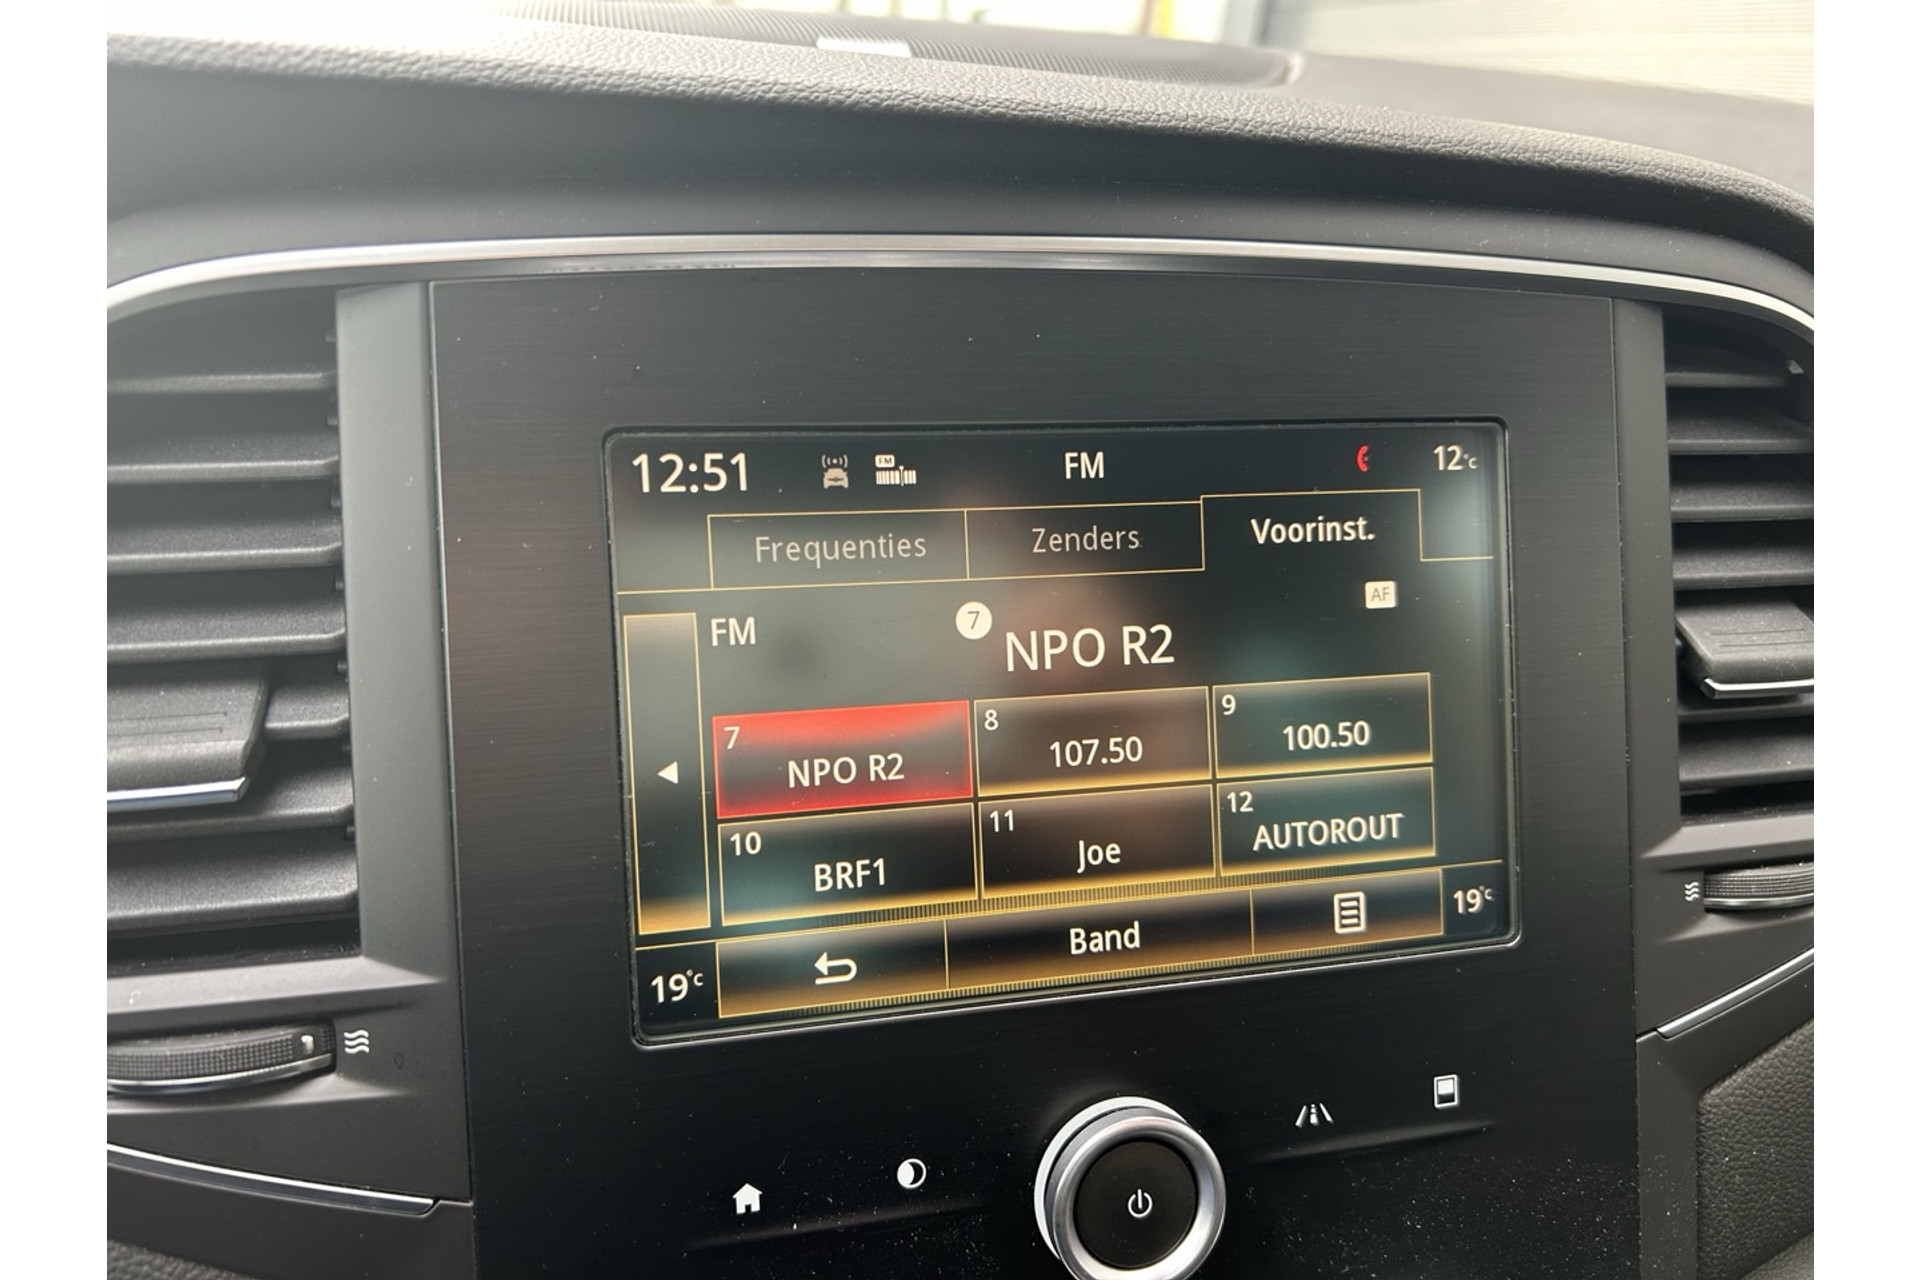 12:51 FM FM 12°C
Frequenties Zenders Voorinst.
AF
FM 7 NPO R2
7 NPO R2
8 107.50
9 100.50
10 BRF1
11 Joe
12 AUTOROUT
19°C Band 19°C